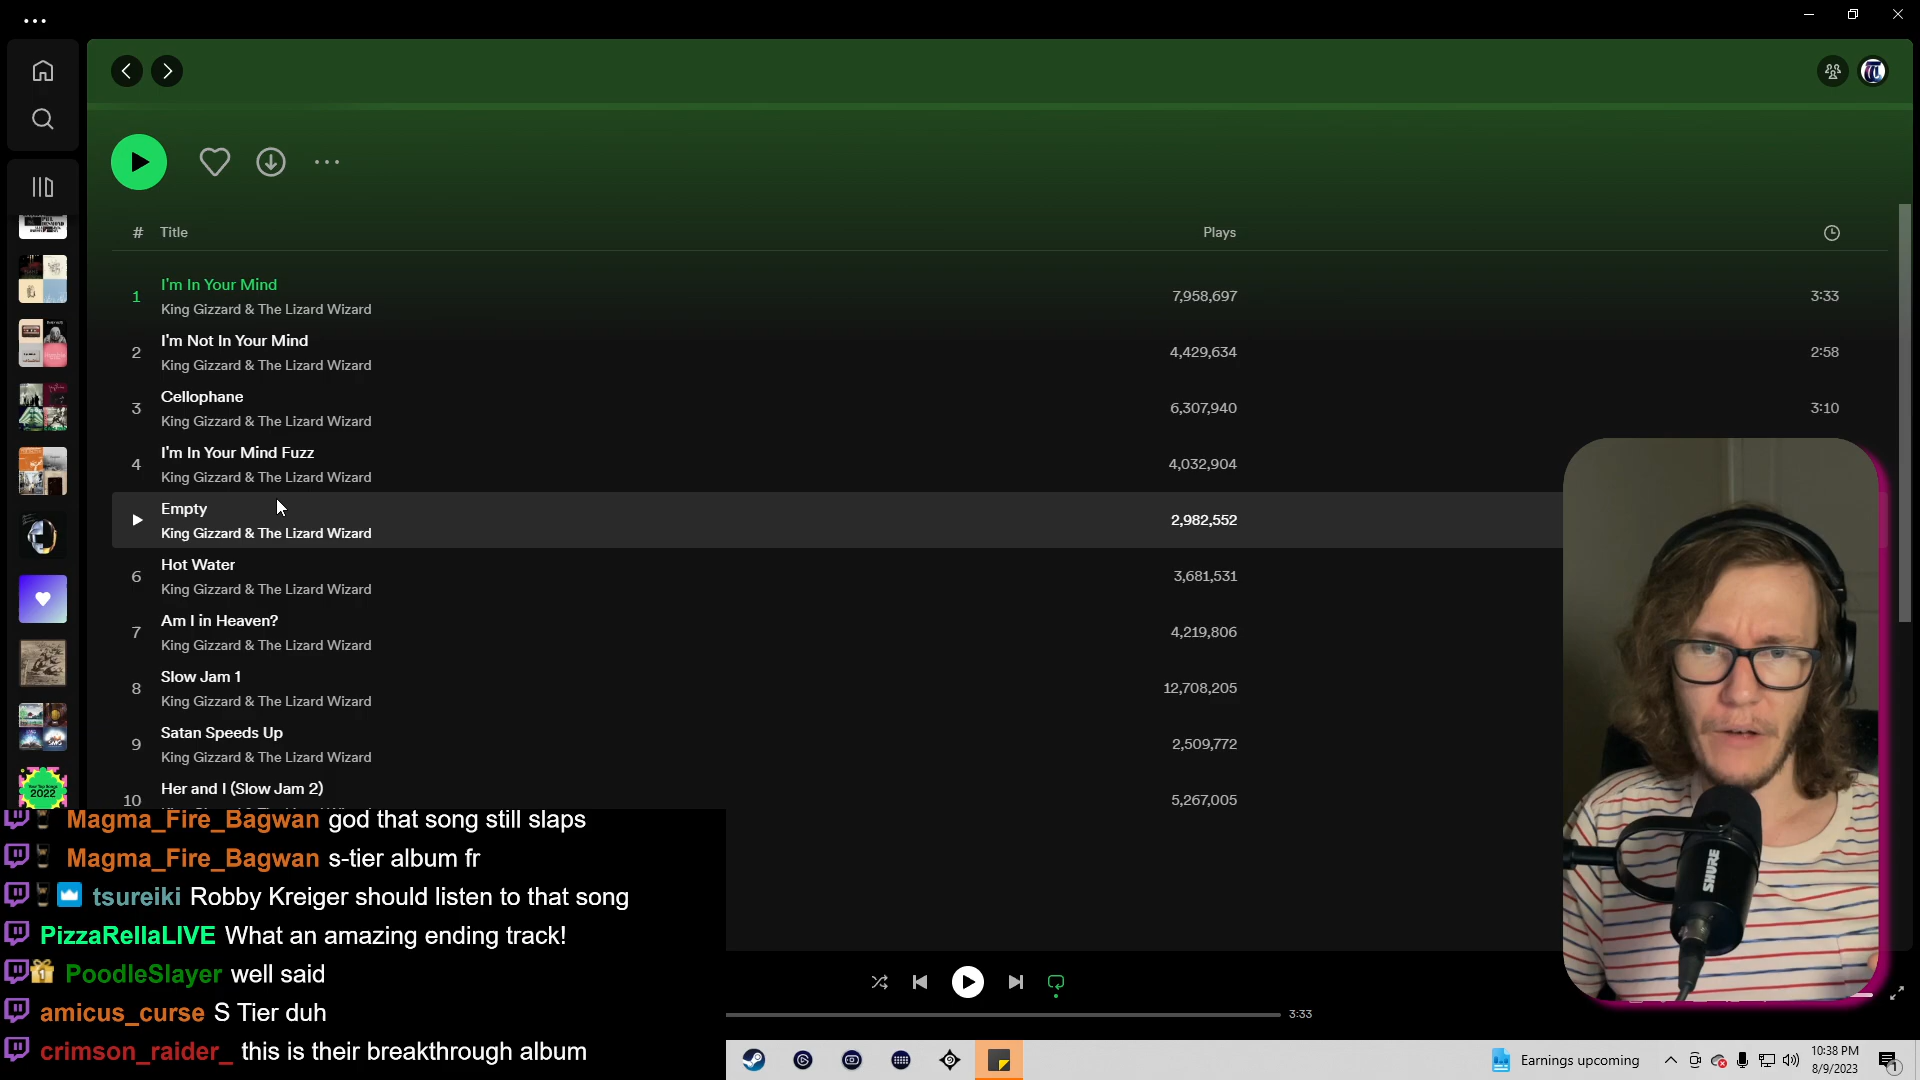 # Title Plays
1 I'm In Your Mind 7,958,697 3:33
King Gizzard & The Lizard Wizard
2 I'm Not In Your Mind 4,429,634 2:58
King Gizzard & The Lizard Wizard
3 Cellophane 6,307,940 3:10
King Gizzard & The Lizard Wizard
4 I'm In Your Mind Fuzz 4,032,904
King Gizzard & The Lizard Wizard
Empty 2,982,552
King Gizzard & The Lizard Wizard
6 Hot Water 3,681,531
King Gizzard & The Lizard Wizard
7 Am I in Heaven? 4,219,806
King Gizzard & The Lizard Wizard
8 Slow Jam 1 12,708,205
King Gizzard & The Lizard Wizard
9 Satan Speeds Up 2,509,772
King Gizzard & The Lizard Wizard
10 Her and I (Slow Jam 2) 5,267,005
2022
Magma_Fire_Bagwan god that song still slaps
Magma_Fire_Bagwan s-tier album fr
tsureiki Robby Kreiger should listen to that song
PizzaRellaLIVE What an amazing ending track!
PoodleSlayer well said
amicus_curse S Tier duh
crimson_raider_ this is their breakthrough album
3:33
SHURE
Earnings upcoming
10:38 PM
8/9/2023
1